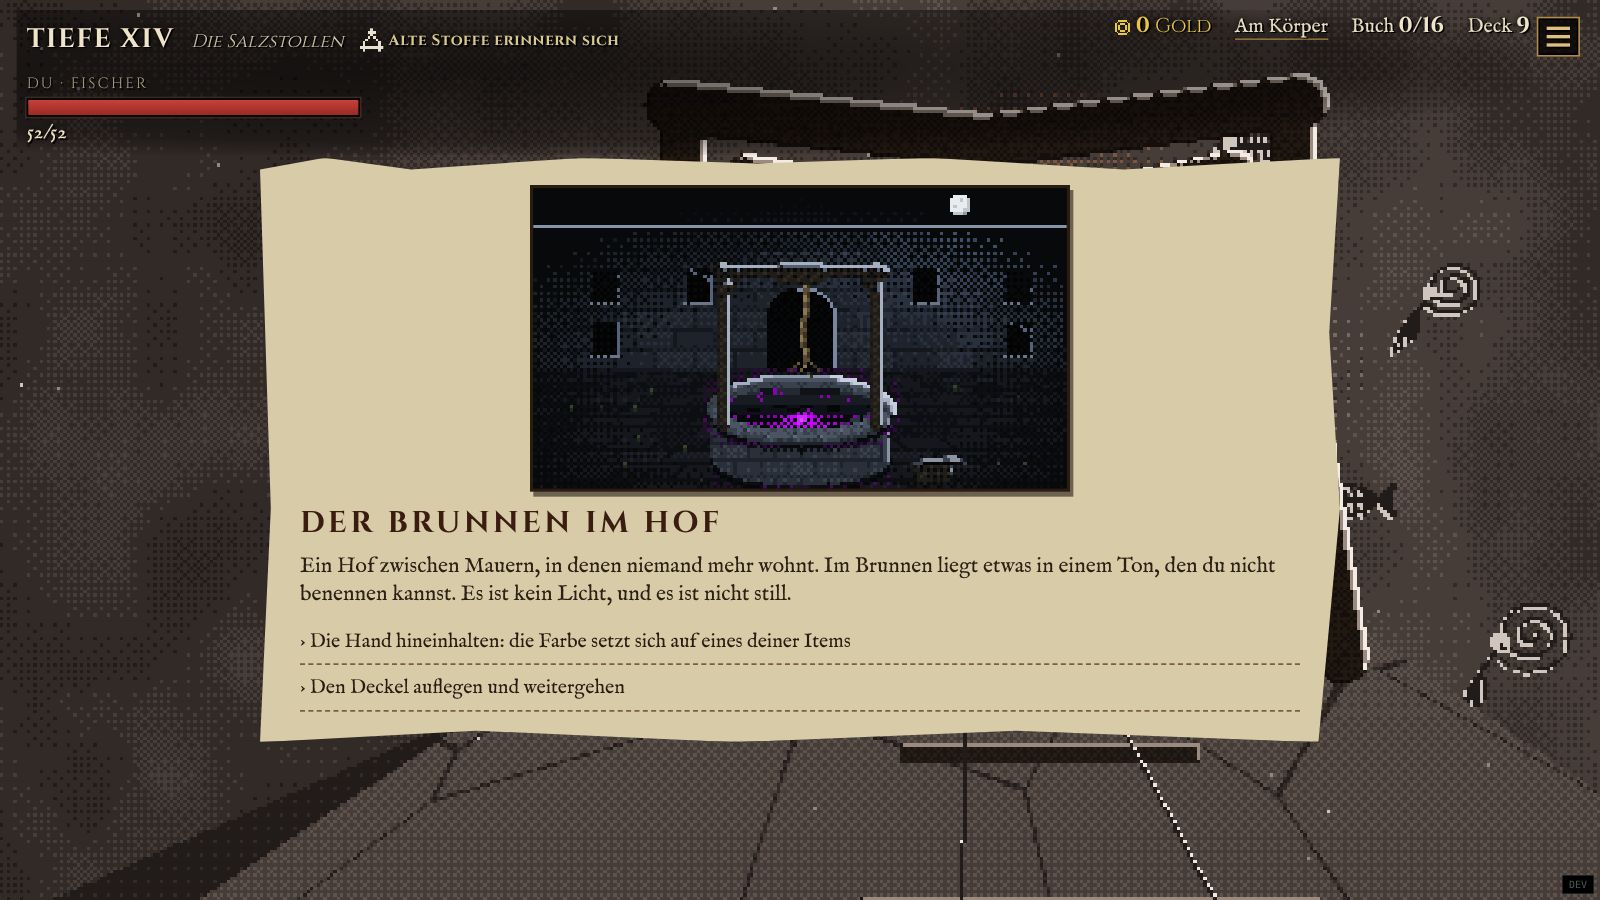 TIEFE XIV DIE SALZSTOLLEN ALTE STOFFE ERINNERN SICH
0 GOLD Am Körper Buch 0/16 Deck 9
DU · FISCHER
52/52
DER BRUNNEN IM HOF
Ein Hof zwischen Mauern, in denen niemand mehr wohnt. Im Brunnen liegt etwas in einem Ton, den du nicht
benennen kannst. Es ist kein Licht, und es ist nicht still.
› Die Hand hineinhalten: die Farbe setzt sich auf eines deiner Items
› Den Deckel auflegen und weitergehen
DEV